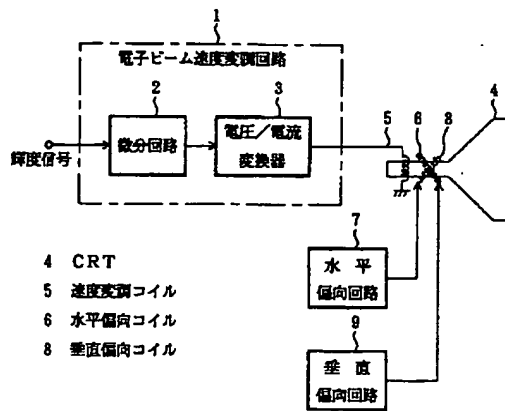 1
電子ビーム速度変調回路
2
3
微分回路
電圧／電流
変換器
輝度信号
5
6
8
4
7
水平
偏向回路
9
垂直
偏向回路
4 CRT
5 速度変調コイル
6 水平偏向コイル
8 垂直偏向コイル